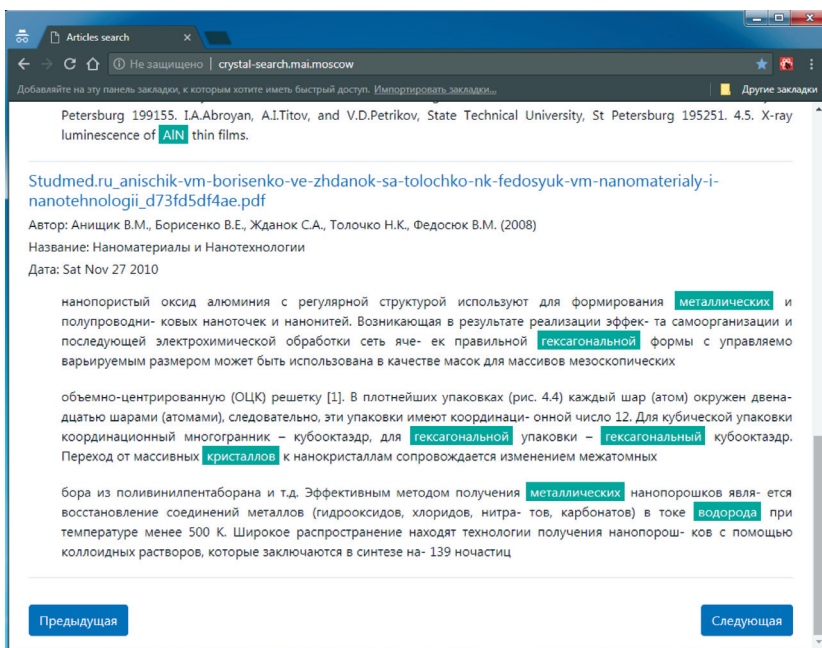 Articles search
Не защищено | crystal-search.mai.moscow
Добавляйте на эту панель закладки, к которым хотите иметь быстрый доступ. Импортировать закладки... Другие закладки
Petersburg 199155. I.A.Abroyan, A.I.Titov, and V.D.Petrikov, State Technical University, St Petersburg 195251. 4.5. X-ray
luminescence of AlN thin films.
Studmed.ru_anischik-vm-borisenko-ve-zhdanok-sa-tolochko-nk-fedosyuk-vm-nanomaterialy-i-
nanotehnologii_d73fd5df4ae.pdf
Автор: Анищик В.М., Борисенко В.Е., Жданок С.А., Толочко Н.К., Федосюк В.М. (2008)
Название: Наноматериалы и Нанотехнологии
Дата: Sat Nov 27 2010
нанопористый оксид алюминия с регулярной структурой используют для формирования металлических и
полупроводни- ковых наноточек и нанонитей. Возникающая в результате реализации эффек- та самоорганизации и
последующей электрохимической обработки сеть яче- ек правильной гексагональной формы с управляемо
варьируемым размером может быть использована в качестве масок для массивов мезоскопических
объемно-центрированную (ОЦК) решетку [1]. В плотнейших упаковках (рис. 4.4) каждый шар (атом) окружен двена-
дцатью шарами (атомами), следовательно, эти упаковки имеют координаци- онной число 12. Для кубической упаковки
координационный многогранник – кубооктаэдр, для гексагональной упаковки – гексагональный кубооктаэдр.
Переход от массивных кристаллов к нанокристаллам сопровождается изменением межатомных
бора из поливинилпентаборана и т.д. Эффективным методом получения металлических нанопорошков явля- ется
восстановление соединений металлов (гидрооксидов, хлоридов, нитра- тов, карбонатов) в токе водорода при
температуре менее 500 К. Широкое распространение находят технологии получения нанопорош- ков с помощью
коллоидных растворов, которые заключаются в синтезе на- 139 ночастиц
Предыдущая Следующая